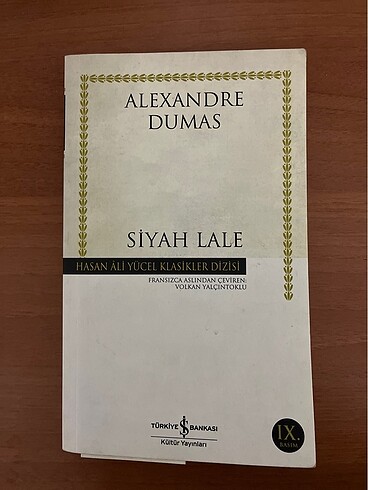 ALEXANDRE
DUMAS
SİYAH LALE
HASAN ÂLİ YÜCEL KLASİKLER DİZİSİ
FRANSIZCA ASLINDAN ÇEVİREN:
VOLKAN YALÇINTOKLU
TÜRKİYE İŞ BANKASI
Kültür Yayınları
IX.
BASIM